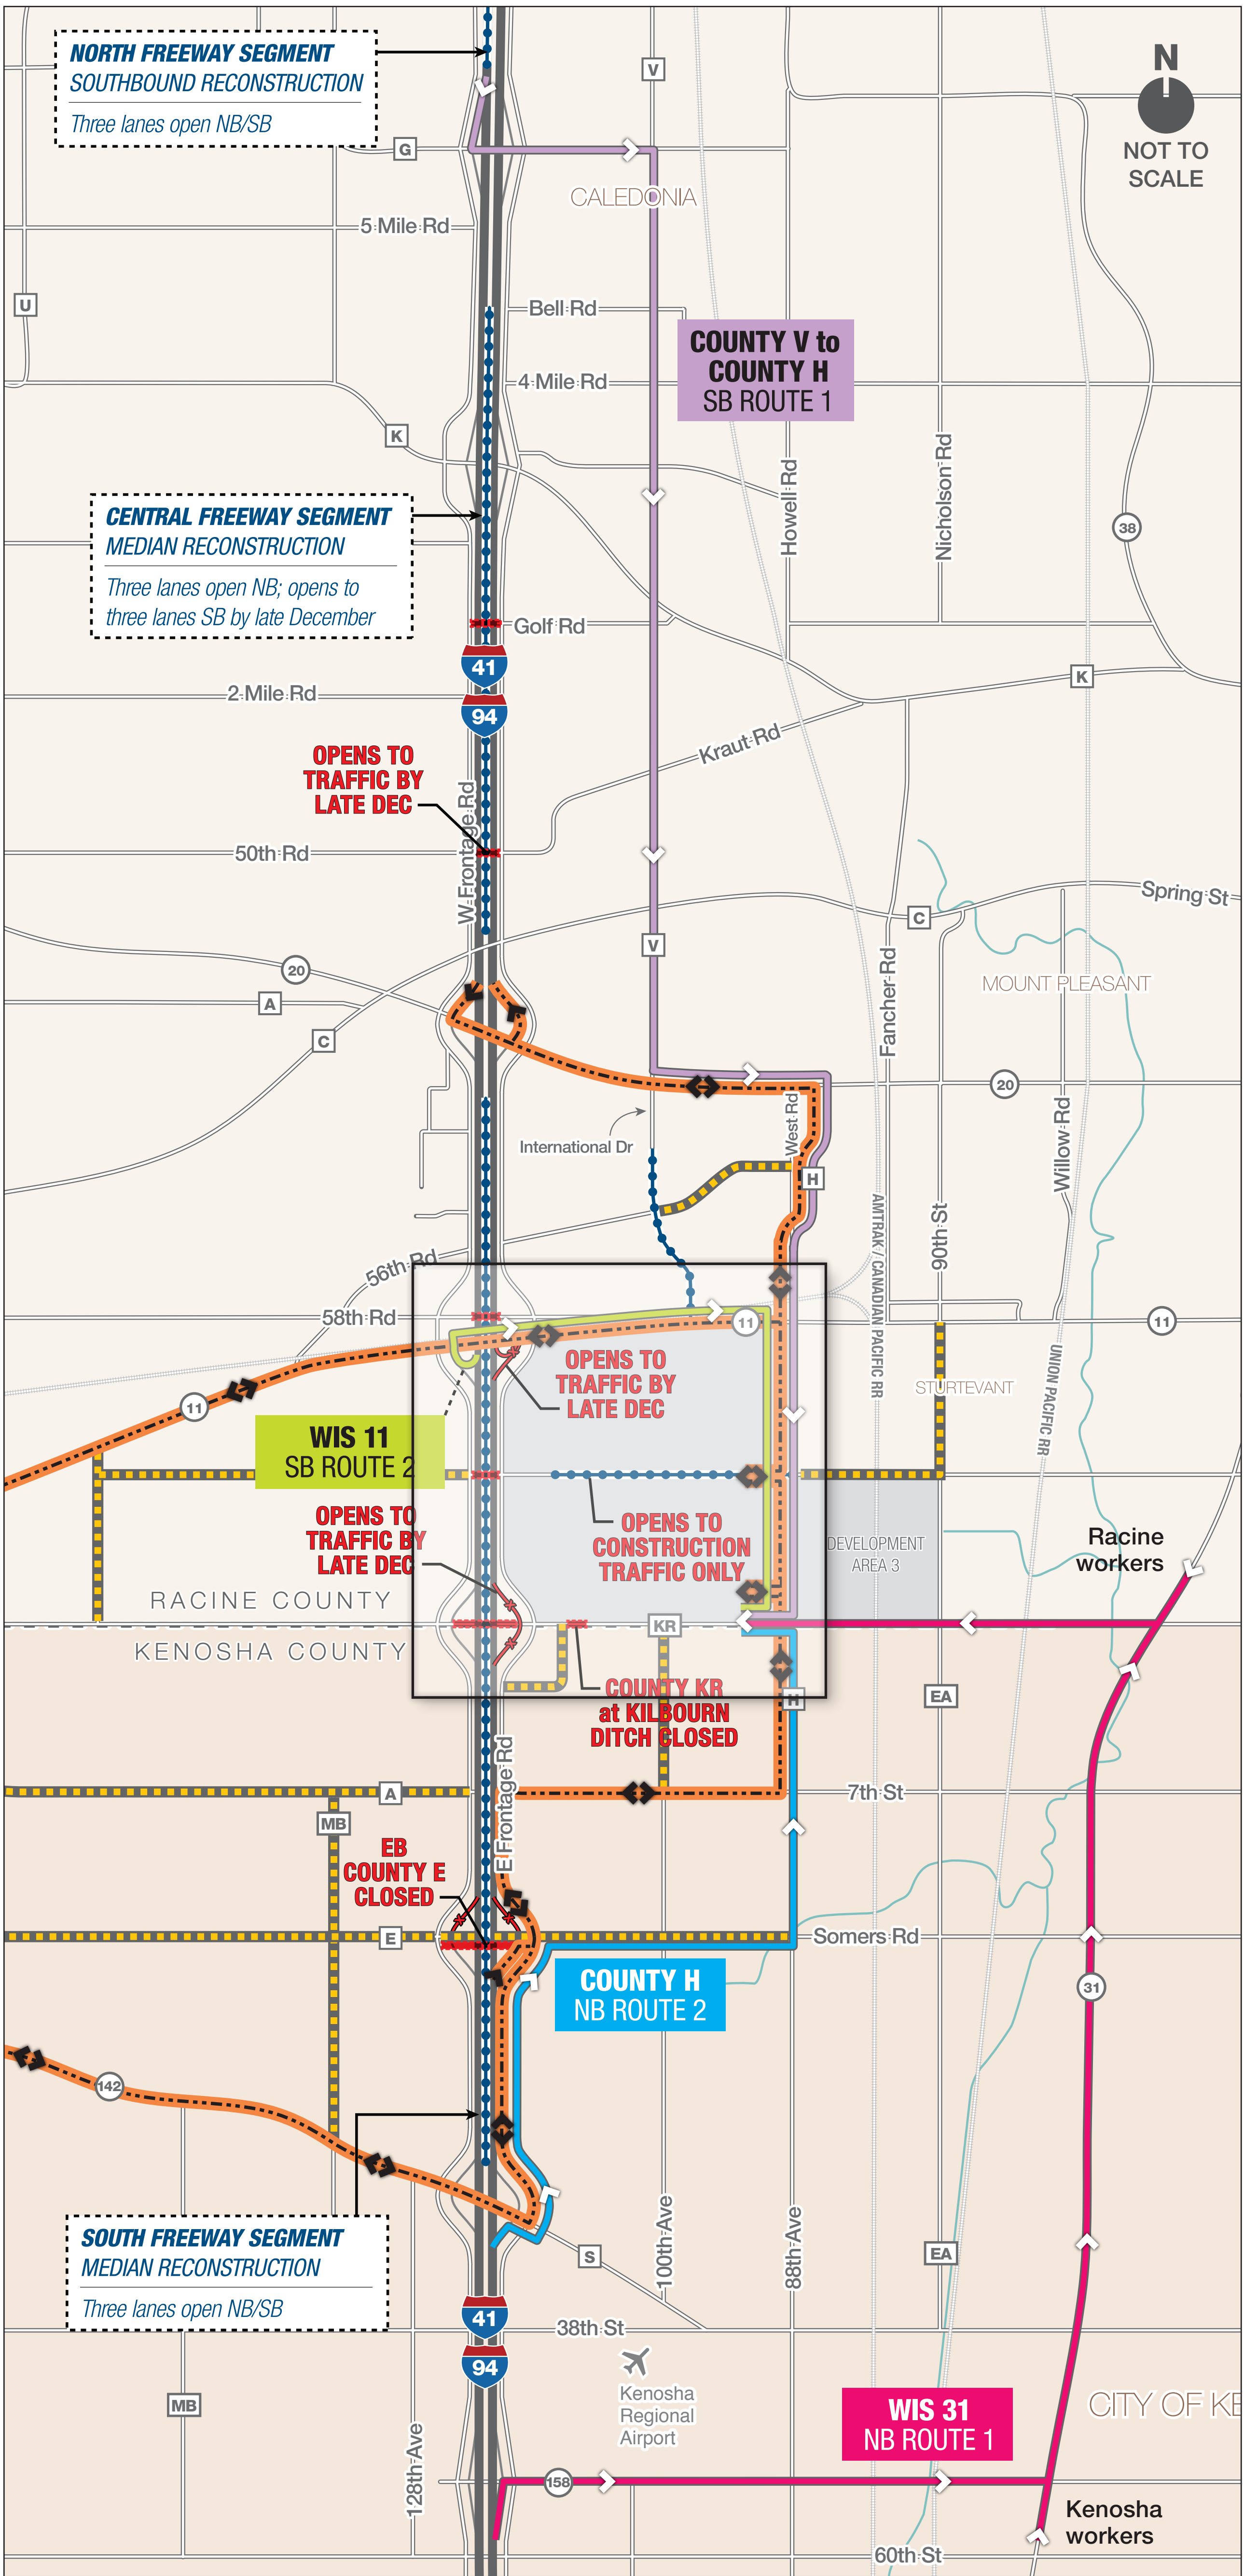 NORTH FREEWAY SEGMENT
SOUTHBOUND RECONSTRUCTION
Three lanes open NB/SB
V
N
NOT TO
SCALE
G
CALEDONIA
5 Mile Rd
U
Bell Rd
COUNTY V to
COUNTY H
SB ROUTE 1
4 Mile Rd
K
Howell Rd
Nicholson Rd
38
CENTRAL FREEWAY SEGMENT
MEDIAN RECONSTRUCTION
Three lanes open NB; opens to
three lanes SB by late December
Golf Rd
41
K
2 Mile Rd
94
Kraut Rd
OPENS TO
TRAFFIC BY
LATE DEC
W Frontage Rd
50th Rd
Spring St
C
V
20
MOUNT PLEASANT
A
Fancher Rd
C
20
West Rd
Willow Rd
International Dr
H
AMTRAK / CANADIAN PACIFIC RR
90th St
56th Rd
58th Rd
11
11
UNION PACIFIC RR
OPENS TO
TRAFFIC BY
LATE DEC
STURTEVANT
11
WIS 11
SB ROUTE 2
OPENS TO
TRAFFIC BY
LATE DEC
OPENS TO
CONSTRUCTION
TRAFFIC ONLY
DEVELOPMENT
AREA 3
Racine
workers
RACINE COUNTY
KR
KENOSHA COUNTY
COUNTY KR
at KILBOURN
DITCH CLOSED
H
EA
E Frontage Rd
A
7th St
MB
EB
COUNTY E
CLOSED
E
Somers Rd
COUNTY H
NB ROUTE 2
31
142
SOUTH FREEWAY SEGMENT
MEDIAN RECONSTRUCTION
Three lanes open NB/SB
S
100th Ave
88th Ave
EA
41
38th St
94
Kenosha
Regional
Airport
MB
WIS 31
NB ROUTE 1
CITY OF KE
128th Ave
158
Kenosha
workers
60th St